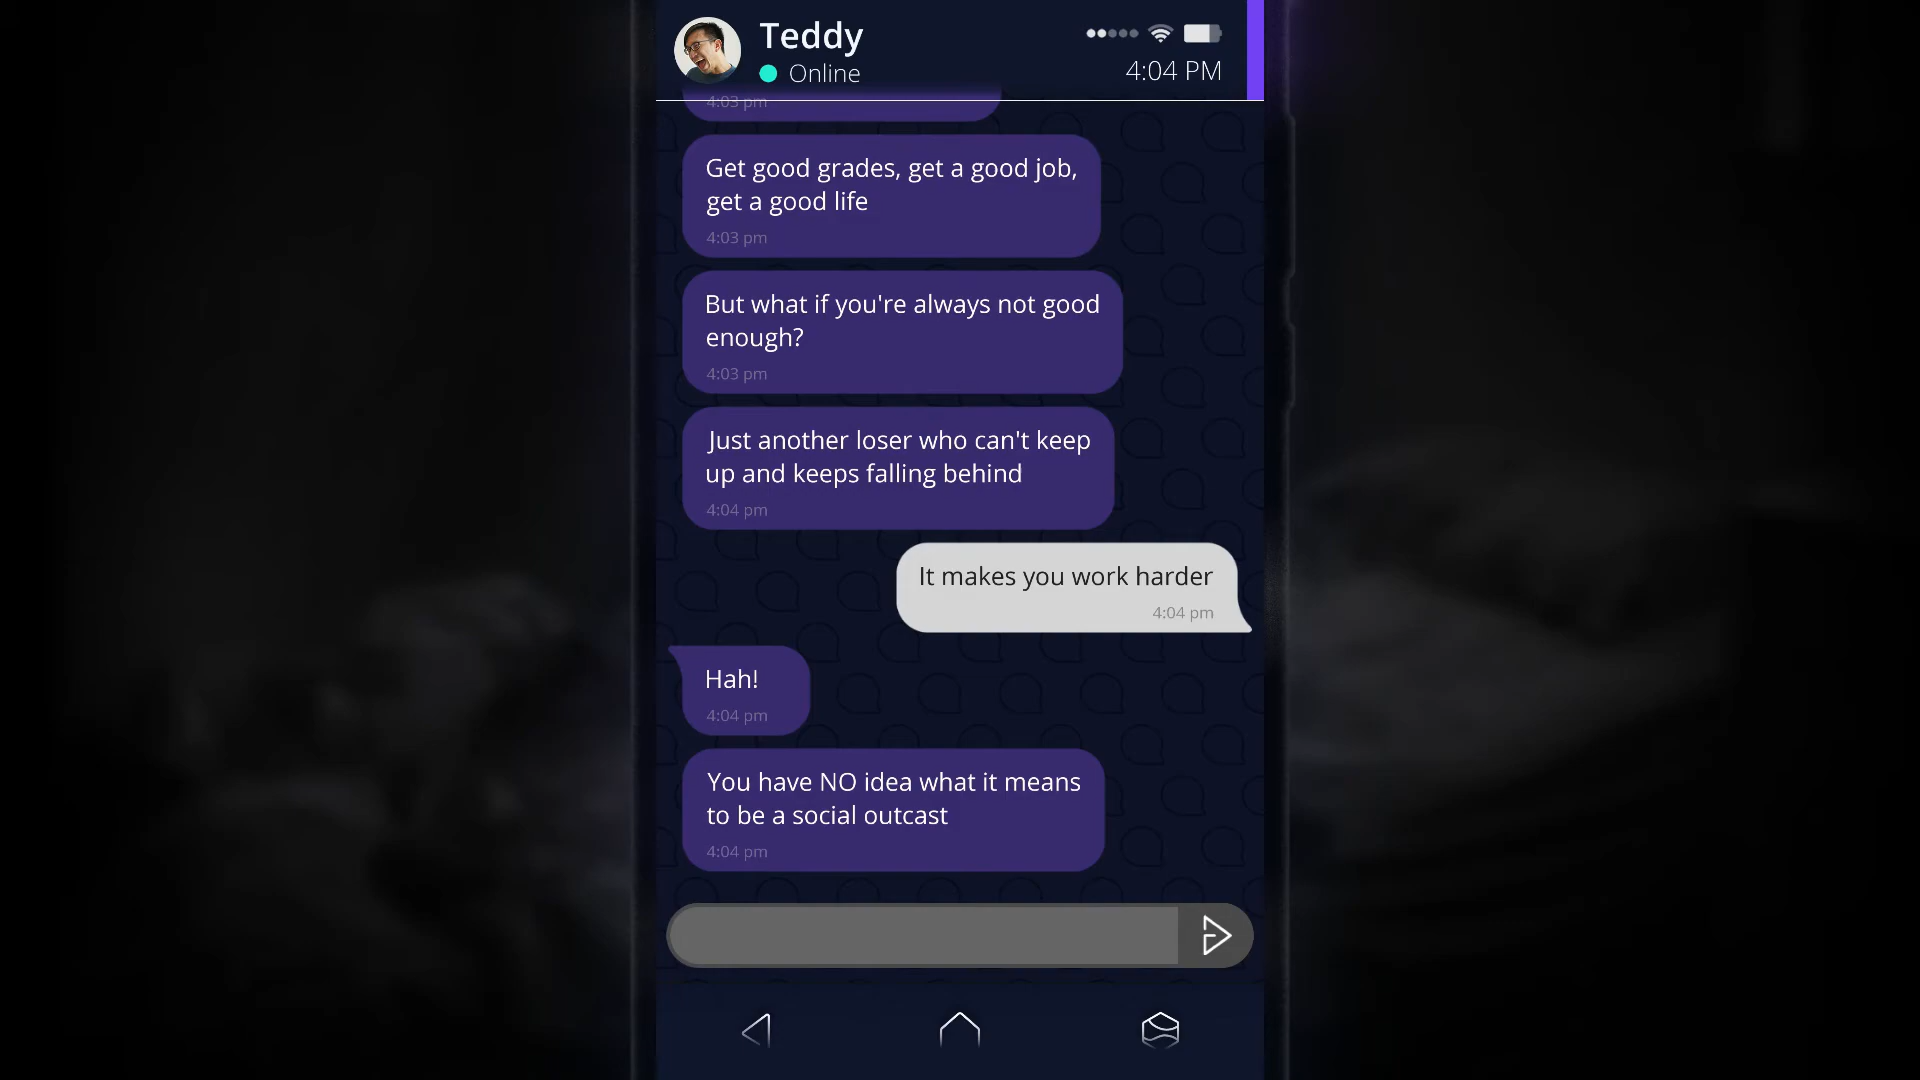 Teddy
Online
4:04 PM
4:03 pm
Get good grades, get a good job,
get a good life
4:03 pm
But what if you're always not good
enough?
4:03 pm
Just another loser who can't keep
up and keeps falling behind
4:04 pm
It makes you work harder
4:04 pm
Hah!
4:04 pm
You have NO idea what it means
to be a social outcast
4:04 pm